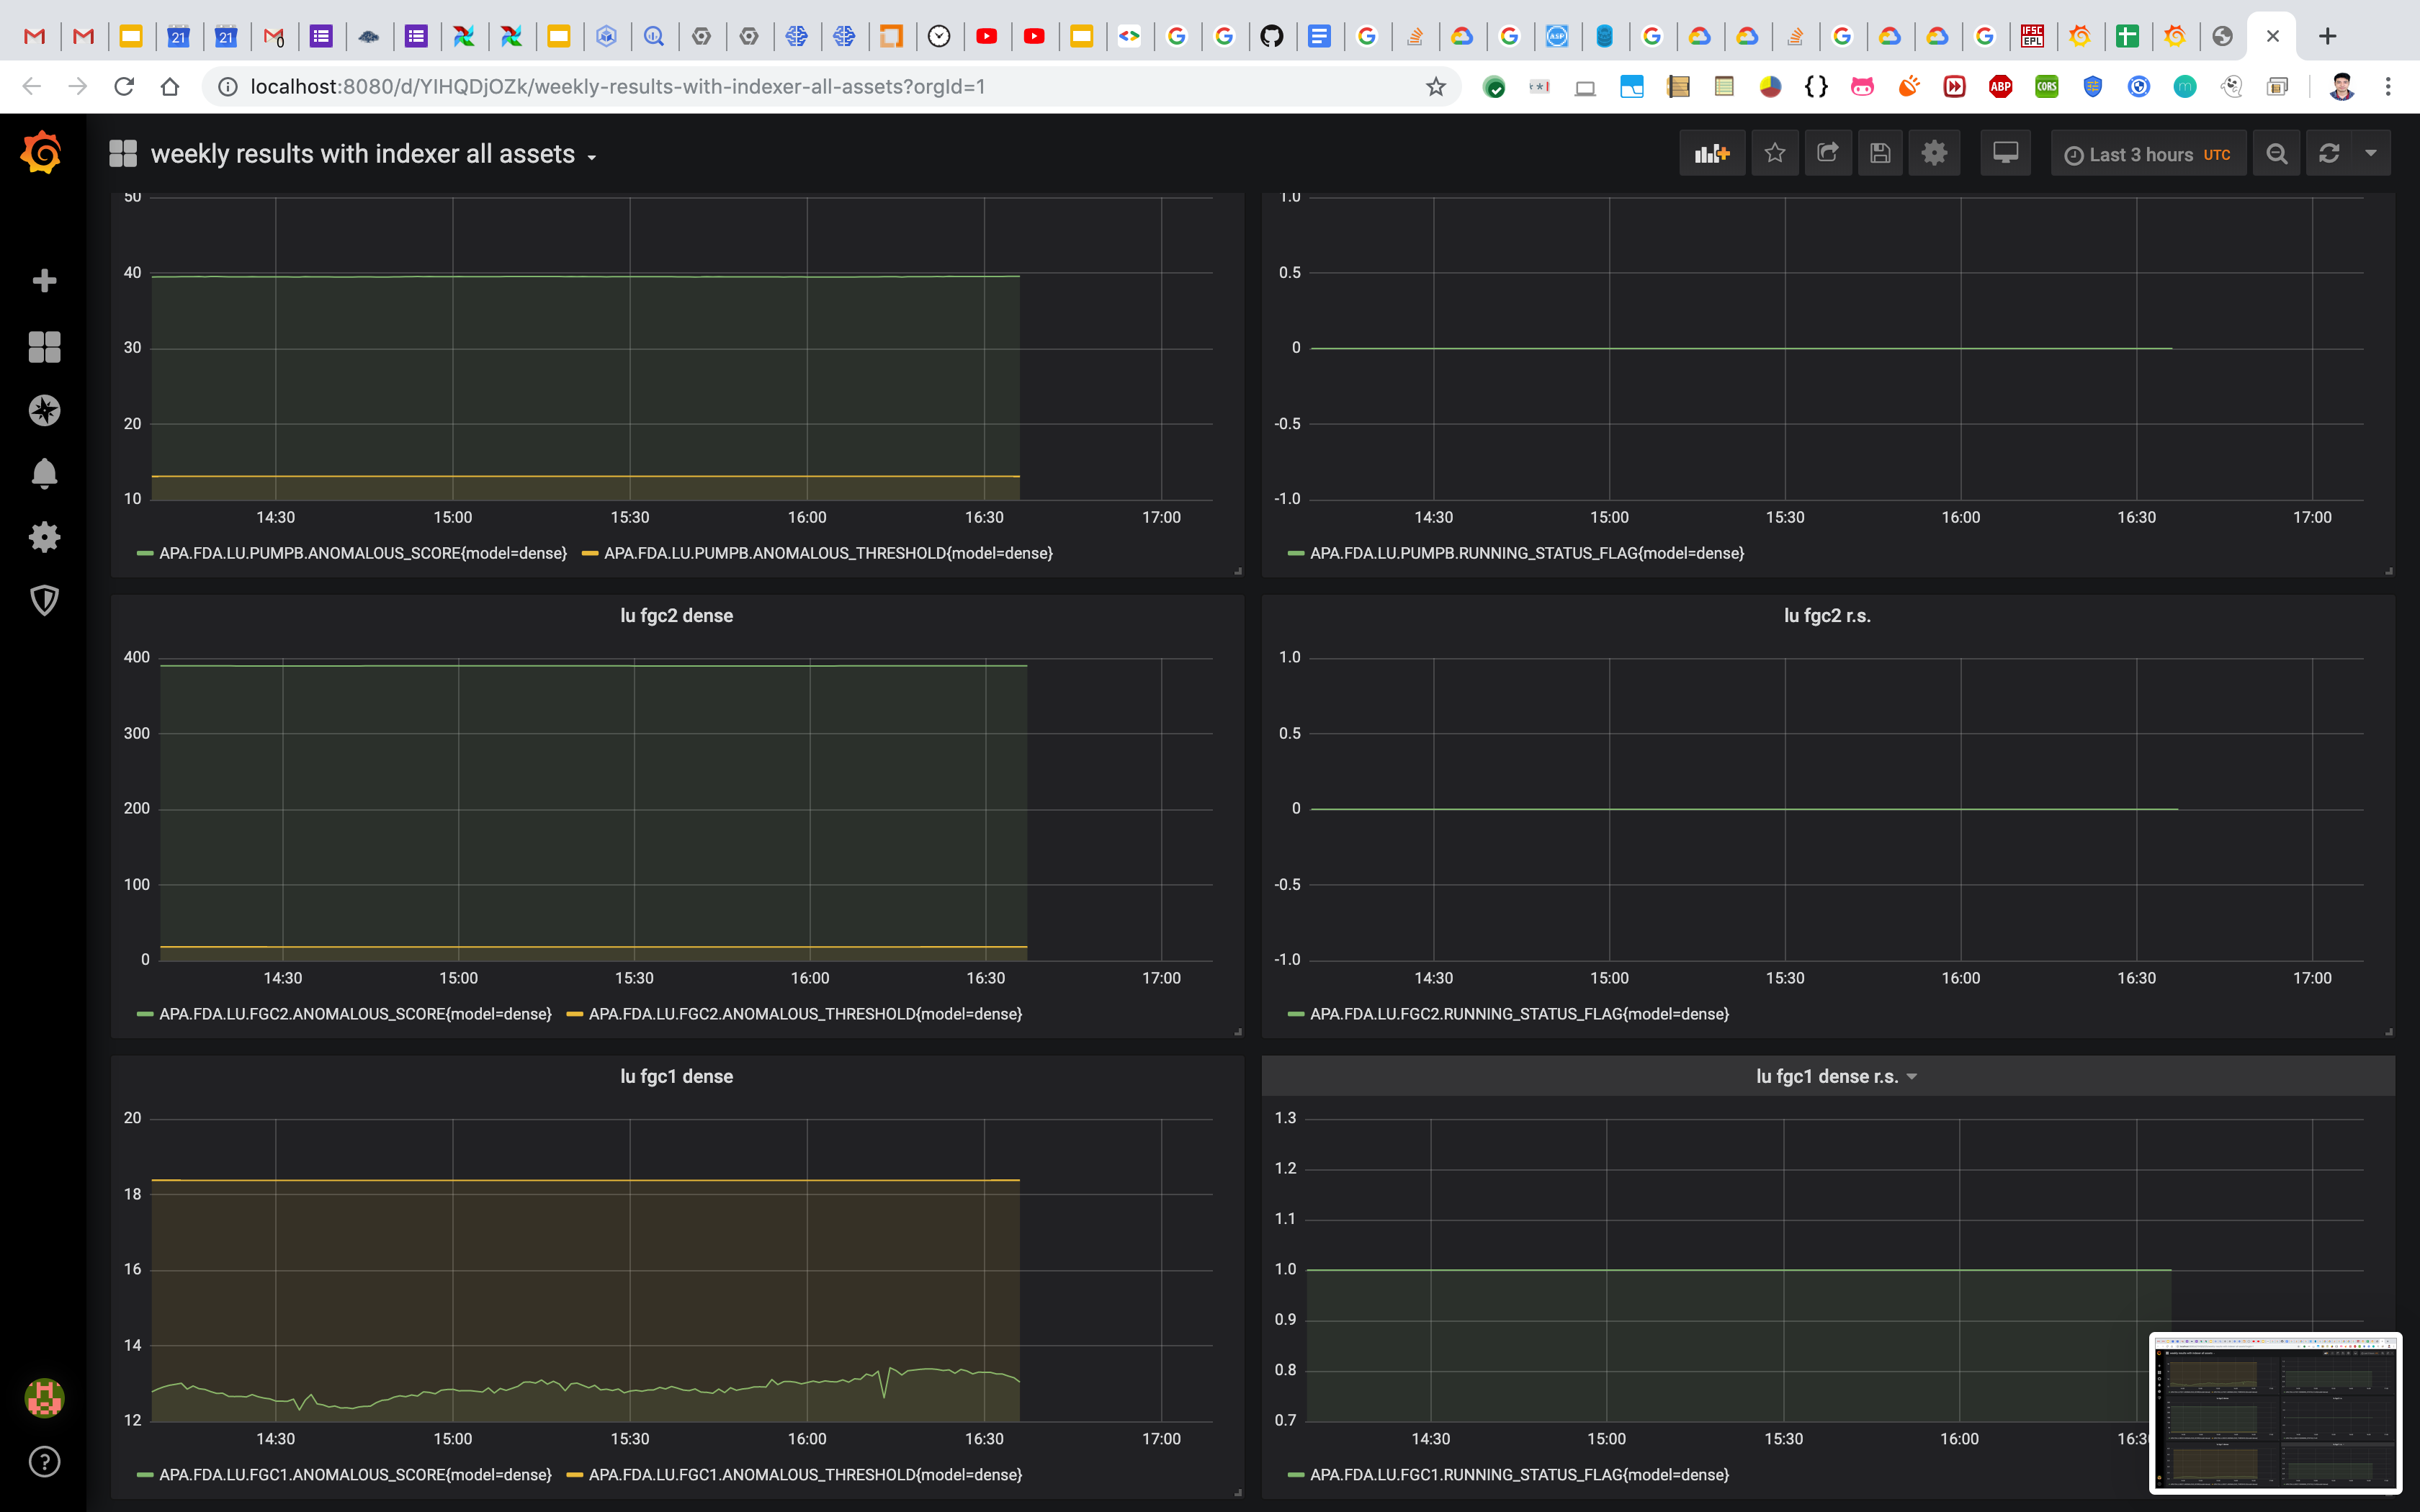 21 21 0 ASP IFSC EPL
localhost:8080/d/YIHQDjOZk/weekly-results-with-indexer-all-assets?orgId=1
**! {} ABP CORS m
weekly results with indexer all assets
Last 3 hours UTC
50
40
30
20
10
14:30 15:00 15:30 16:00 16:30 17:00
APA.FDA.LU.PUMPB.ANOMALOUS_SCORE{model=dense} APA.FDA.LU.PUMPB.ANOMALOUS_THRESHOLD{model=dense}
1.0
0.5
0
-0.5
-1.0
14:30 15:00 15:30 16:00 16:30 17:00
APA.FDA.LU.PUMPB.RUNNING_STATUS_FLAG{model=dense}
lu fgc2 dense
400
300
200
100
0
14:30 15:00 15:30 16:00 16:30 17:00
APA.FDA.LU.FGC2.ANOMALOUS_SCORE{model=dense} APA.FDA.LU.FGC2.ANOMALOUS_THRESHOLD{model=dense}
lu fgc2 r.s.
1.0
0.5
0
-0.5
-1.0
14:30 15:00 15:30 16:00 16:30 17:00
APA.FDA.LU.FGC2.RUNNING_STATUS_FLAG{model=dense}
lu fgc1 dense
20
18
16
14
12
14:30 15:00 15:30 16:00 16:30 17:00
APA.FDA.LU.FGC1.ANOMALOUS_SCORE{model=dense} APA.FDA.LU.FGC1.ANOMALOUS_THRESHOLD{model=dense}
lu fgc1 dense r.s.
1.3
1.2
1.1
1.0
0.9
0.8
0.7
14:30 15:00 15:30 16:00 16:3
APA.FDA.LU.FGC1.RUNNING_STATUS_FLAG{model=dense}